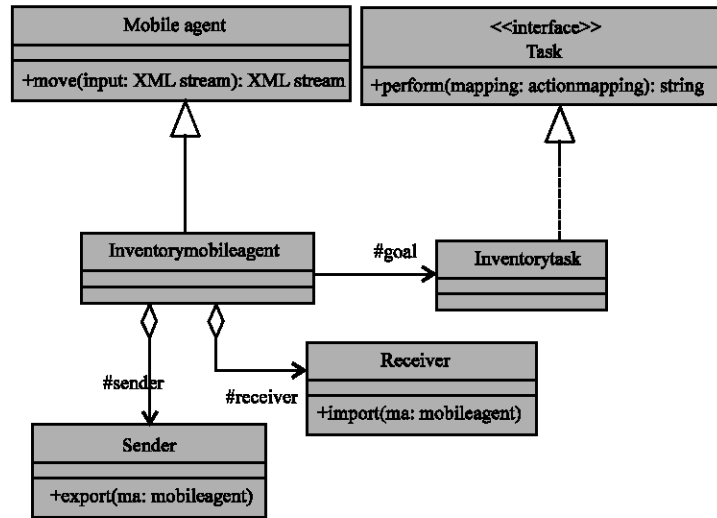 Mobile agent
+move(input: XML stream): XML stream
<<interface>>
Task
+perform(mapping: actionmapping): string
Inventorymobileagent
#goal
Inventorytask
#sender
#receiver
Receiver
+import(ma: mobileagent)
Sender
+export(ma: mobileagent)